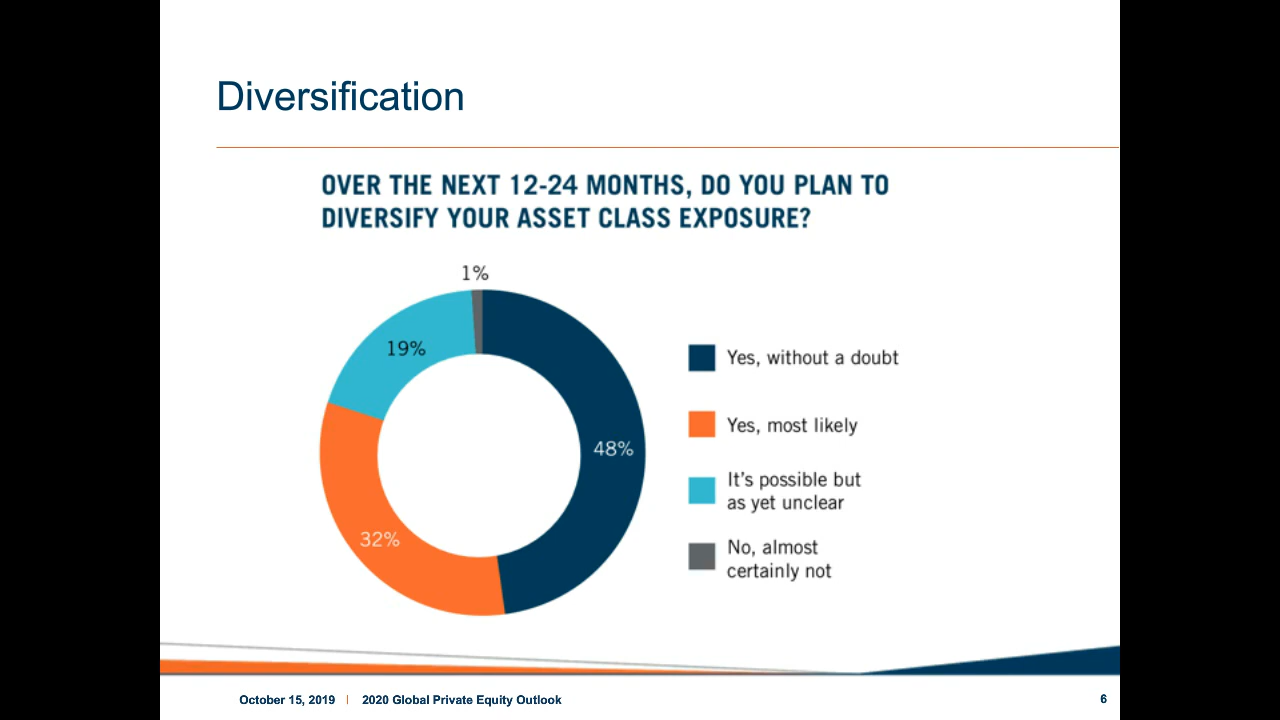 Diversification
OVER THE NEXT 12-24 MONTHS, DO YOU PLAN TO
DIVERSIFY YOUR ASSET CLASS EXPOSURE?
1%
19%
48%
32%
Yes, without a doubt
Yes, most likely
It's possible but
as yet unclear
No, almost
certainly not
October 15, 2019 | 2020 Global Private Equity Outlook
6